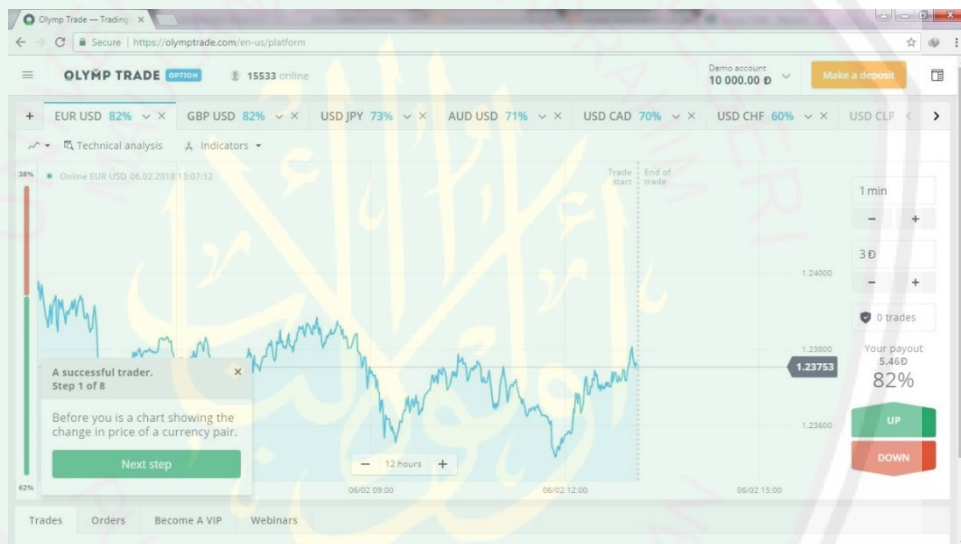 Olymp Trade — Trading
Secure | https://olymptrade.com/en-us/platform
OLYMP TRADE OPTION 15533 online
Demo account
10 000.00 Đ
Make a deposit
+ EUR USD 82% GBP USD 82% USD JPY 73% AUD USD 71% USD CAD 70% USD CHF 60% USD CLP
Technical analysis Indicators
38% Online EUR USD. 06.02.2018 13:07:12
Trade start
End of trade
1 min
- +
3 Đ
- +
0 trades
Your payout
5.46Đ
82%
UP
DOWN
1.24000
1.23800
1.23753
1.23600
A successful trader.
Step 1 of 8
Before you is a chart showing the
change in price of a currency pair.
Next step
- 12 hours +
62%
06/02 09:00 06/02 12:00 06/02 15:00
Trades Orders Become A VIP Webinars